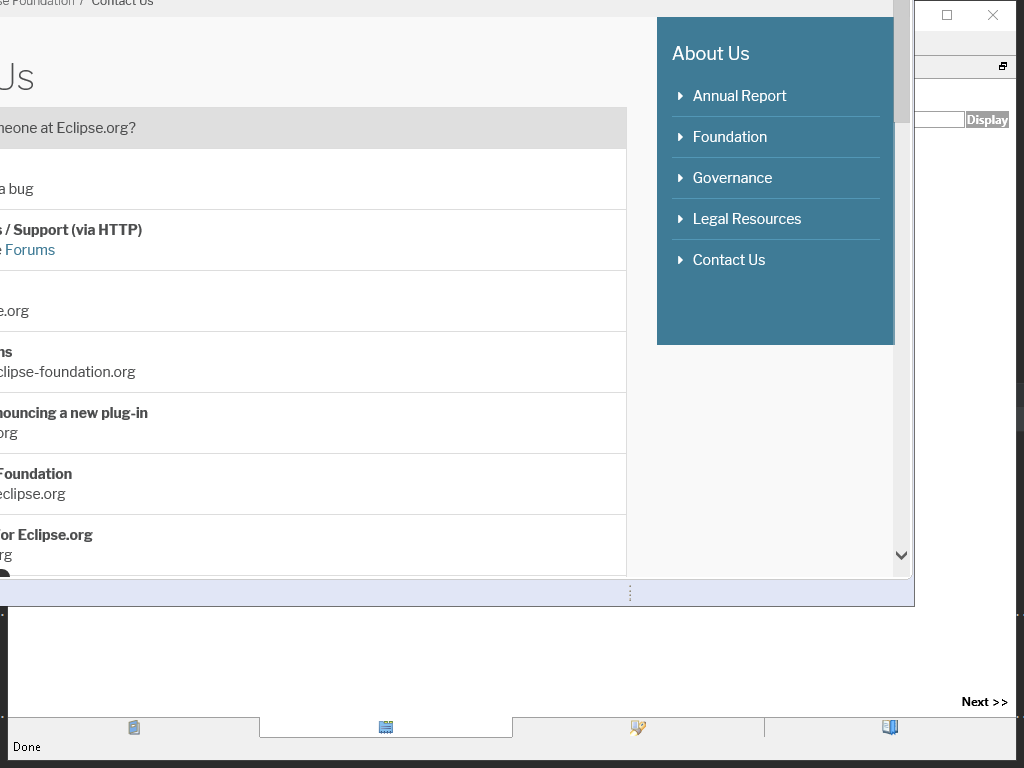 se Foundation / Contact Us
Us
meone at Eclipse.org?
a bug
s / Support (via HTTP)
e Forums
e.org
ns
clipse-foundation.org
nouncing a new plug-in
org
Foundation
eclipse.org
for Eclipse.org
rg
About Us
Annual Report
Foundation
Governance
Legal Resources
Contact Us
Display
Next >>
Done